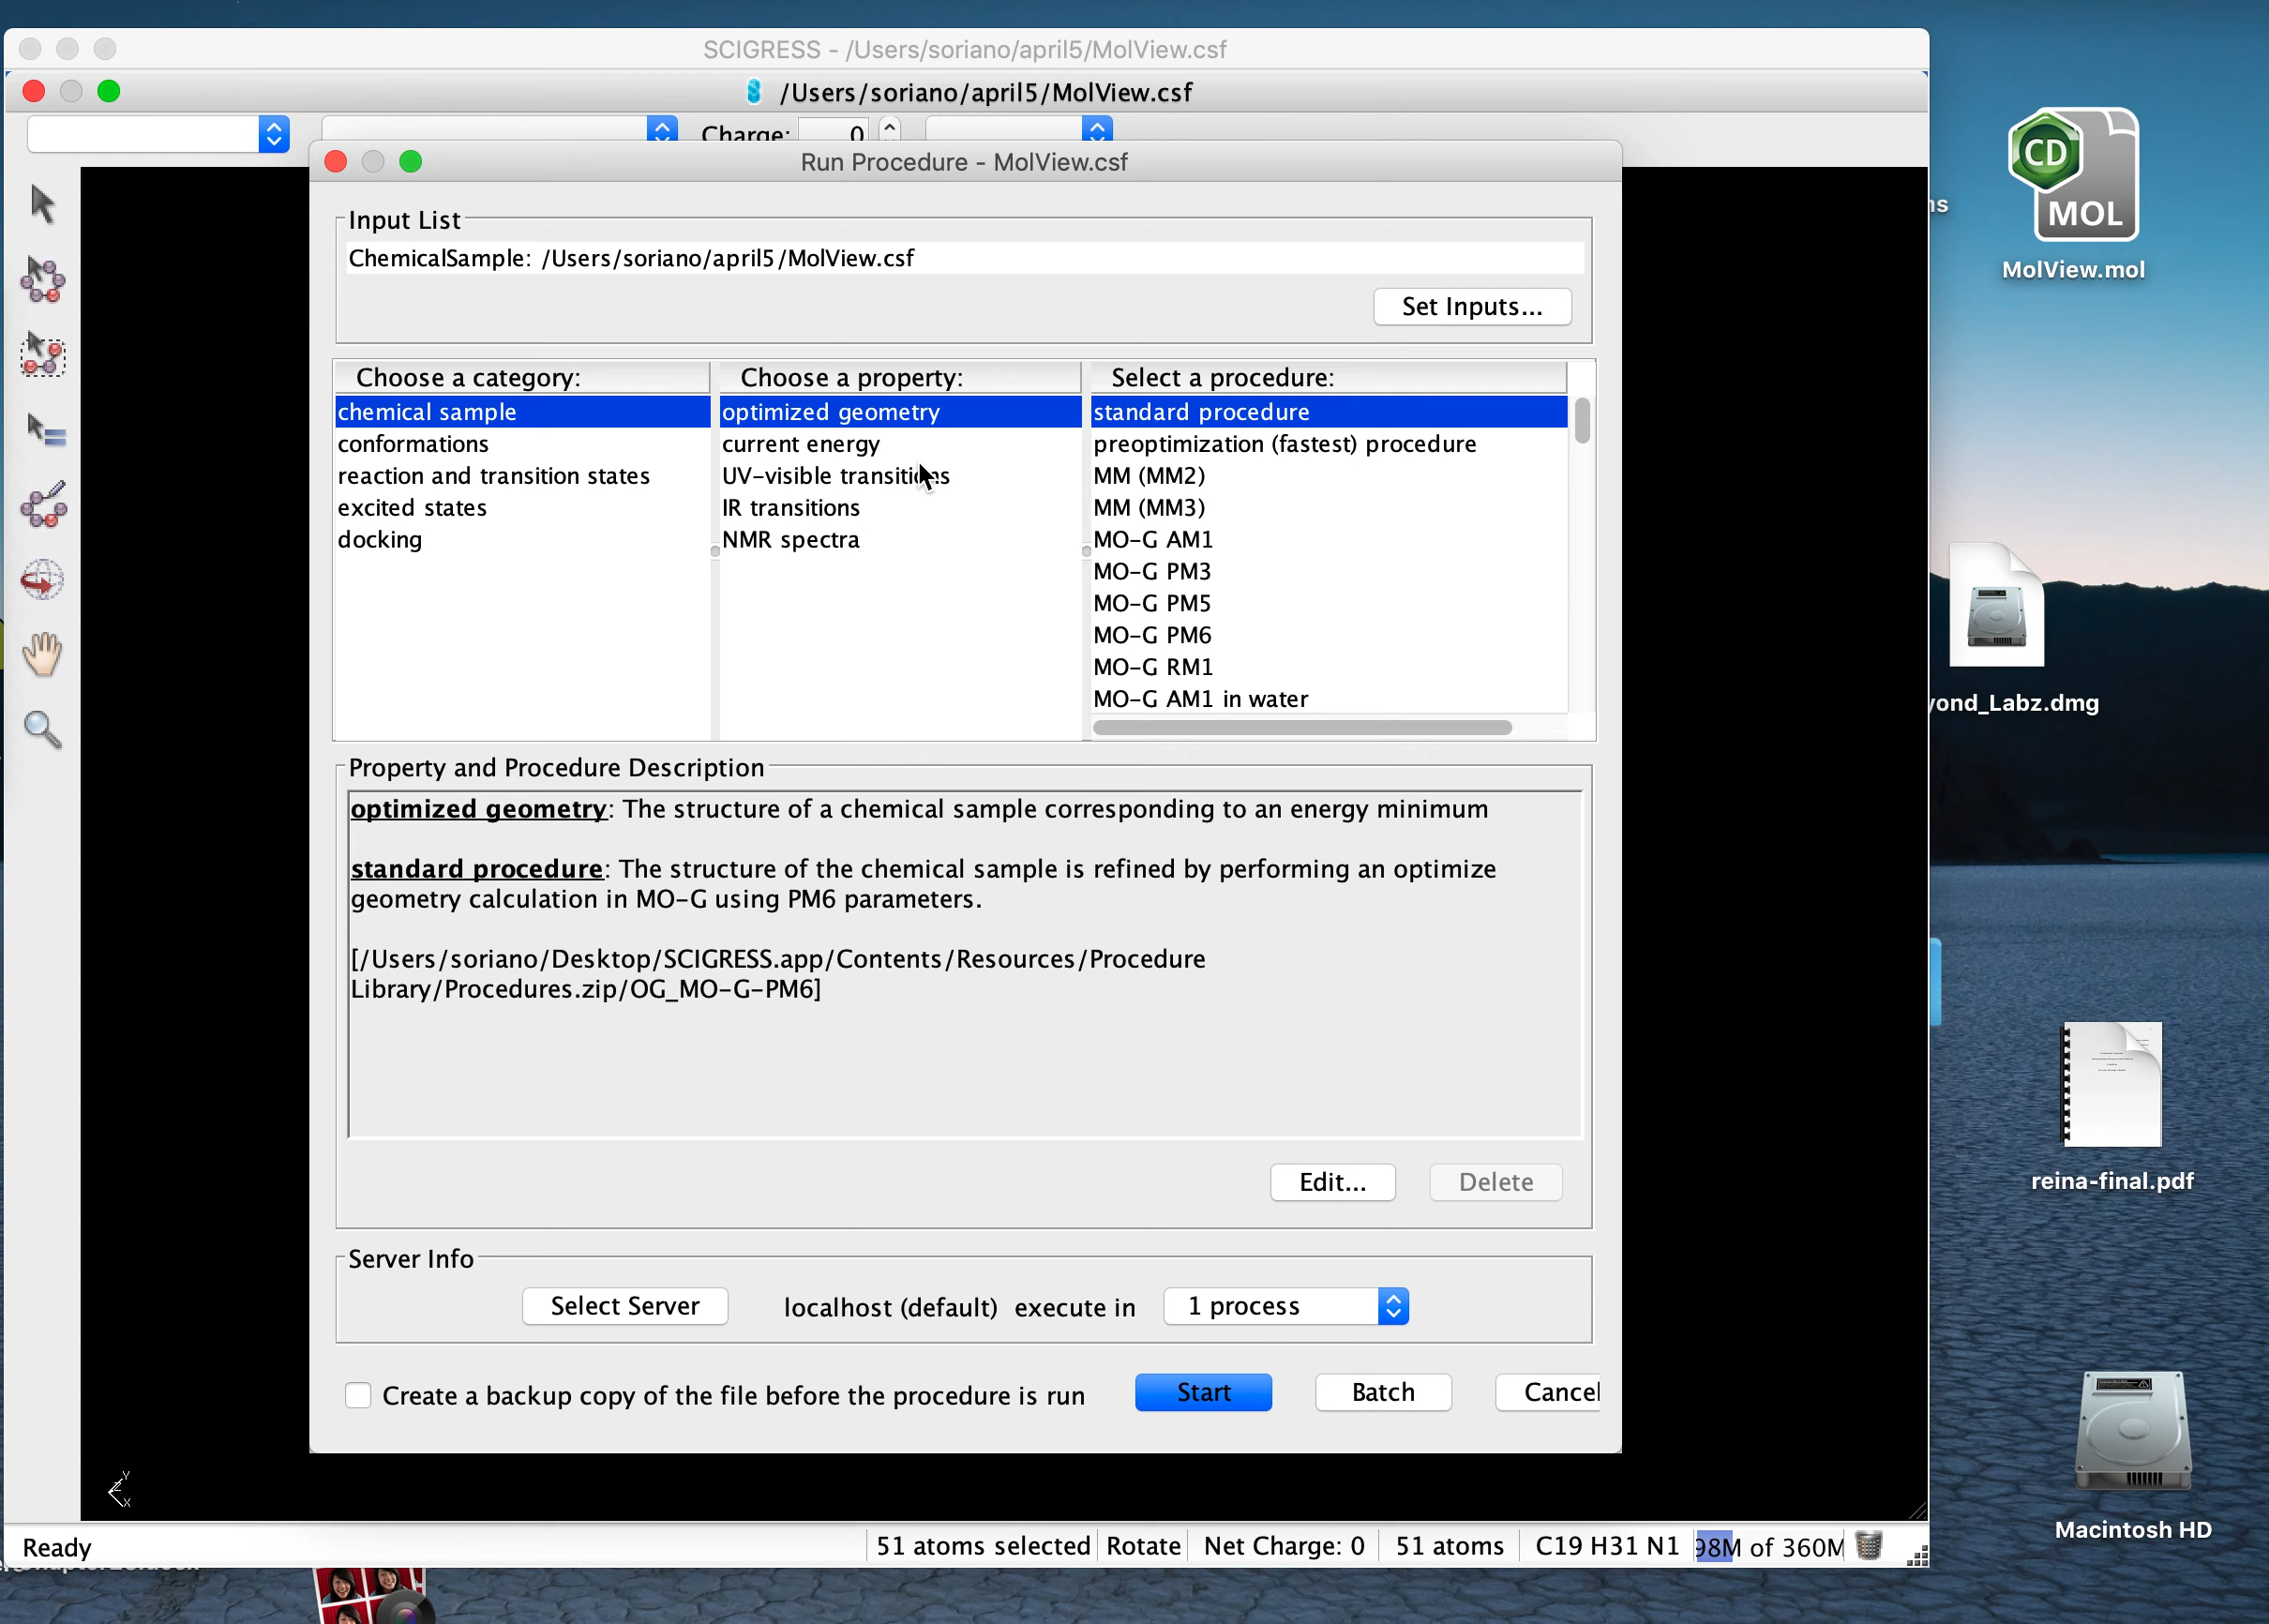 SCIGRESS - /Users/soriano/april5/MolView.csf
/Users/soriano/april5/MolView.csf
Charge: 0
Run Procedure - MolView.csf
Input List
ChemicalSample: /Users/soriano/april5/MolView.csf
Set Inputs...
Choose a category: Choose a property: Select a procedure:
chemical sample optimized geometry standard procedure
conformations current energy preoptimization (fastest) procedure
reaction and transition states UV-visible transitions MM (MM2)
excited states IR transitions MM (MM3)
docking NMR spectra MO-G AM1
MO-G PM3
MO-G PM5
MO-G PM6
MO-G RM1
MO-G AM1 in water
Property and Procedure Description
optimized geometry: The structure of a chemical sample corresponding to an energy minimum
standard procedure: The structure of the chemical sample is refined by performing an optimize
geometry calculation in MO-G using PM6 parameters.
[/Users/soriano/Desktop/SCIGRESS.app/Contents/Resources/Procedure
Library/Procedures.zip/OG_MO-G-PM6]
Edit... Delete
Server Info
Select Server localhost (default) execute in 1 process
Create a backup copy of the file before the procedure is run Start Batch Cancel
Y
Z
X
Ready 51 atoms selected Rotate Net Charge: 0 51 atoms C19 H31 N1 98M of 360M
CD
MOL
MolView.mol
yond_Labz.dmg
reina-final.pdf
Macintosh HD